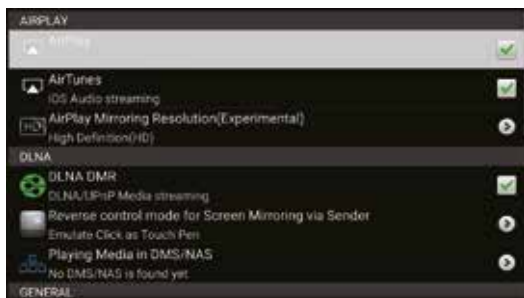 AIRPLAY
AirPlay
AirTunes
iOS Audio streaming
AirPlay Mirroring Resolution(Experimental)
High Definition(HD)
DLNA
DLNA DMR
DLNA/UPnP Media streaming
Reverse control mode for Screen Mirroring via Sender
Emulate Click as Touch Pen
Playing Media in DMS/NAS
No DMS/NAS is found yet
GENERAL